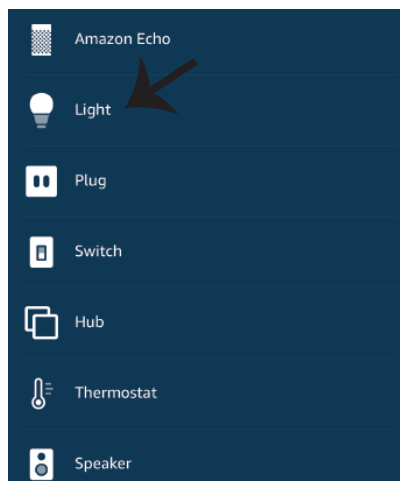 Amazon Echo
Light
Plug
Switch
Hub
Thermostat
Speaker